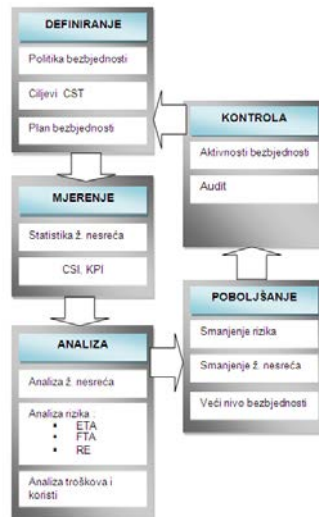 DEFINIRANJE
Politika bezbjednosti
Ciljevi CST
Plan bezbjednosti
MJERENJE
Statistika ž. nesreća
CSI, KPI
ANALIZA
Analiza ž. nesreća
Analiza rizika :
▪ ETA
▪ FTA
▪ RE
Analiza troškova i
koristi
POBOLJŠANJE
Smanjenje rizika
Smanjenje ž. nesreća
Veći nivo bezbjednosti
KONTROLA
Aktivnosti bezbjednosti
Audit